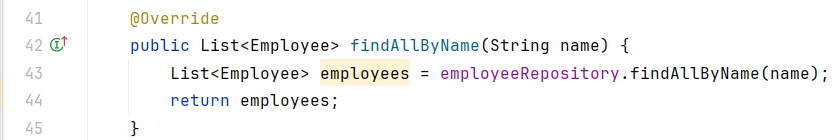 41 @Override
42 public List<Employee> findAllByName(String name) {
43 List<Employee> employees = employeeRepository.findAllByName(name);
44 return employees;
45 }